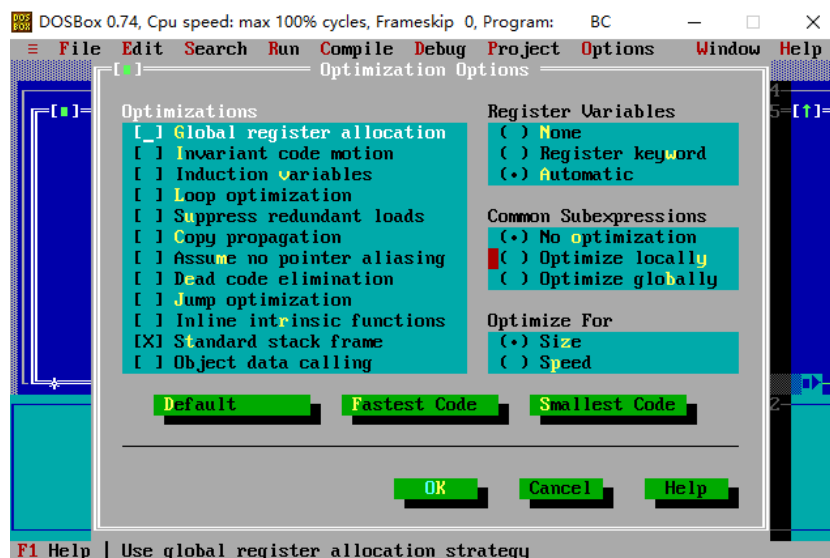 DOSBox 0.74, Cpu speed: max 100% cycles, Frameskip 0, Program: BC
≡ File Edit Search Run Compile Debug Project Options Window Help
[■] Optimization Options
Optimizations
[_] Global register allocation
[ ] Invariant code motion
[ ] Induction variables
[ ] Loop optimization
[ ] Suppress redundant loads
[ ] Copy propagation
[ ] Assume no pointer aliasing
[ ] Dead code elimination
[ ] Jump optimization
[ ] Inline intrinsic functions
[X] Standard stack frame
[ ] Object data calling
Register Variables
( ) None
( ) Register keyword
(•) Automatic
Common Subexpressions
(•) No optimization
( ) Optimize locally
( ) Optimize globally
Optimize For
(•) Size
( ) Speed
Default Fastest Code Smallest Code
OK Cancel Help
4
5=[↑]=
2
F1 Help | Use global register allocation strategy